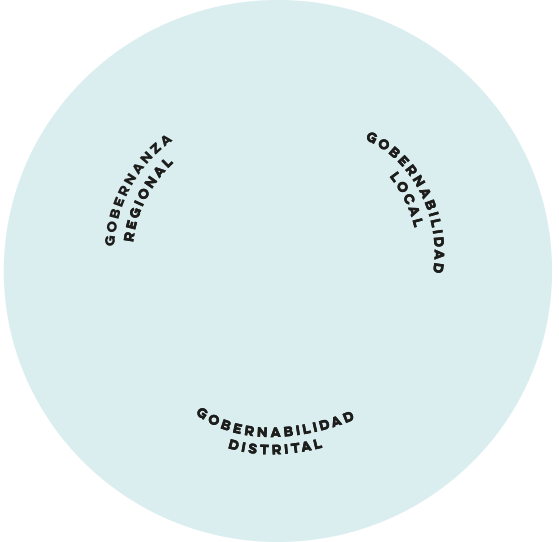 GOBERNANZA
REGIONAL
GOBERNABILIDAD
LOCAL
GOBERNABILIDAD
DISTRITAL